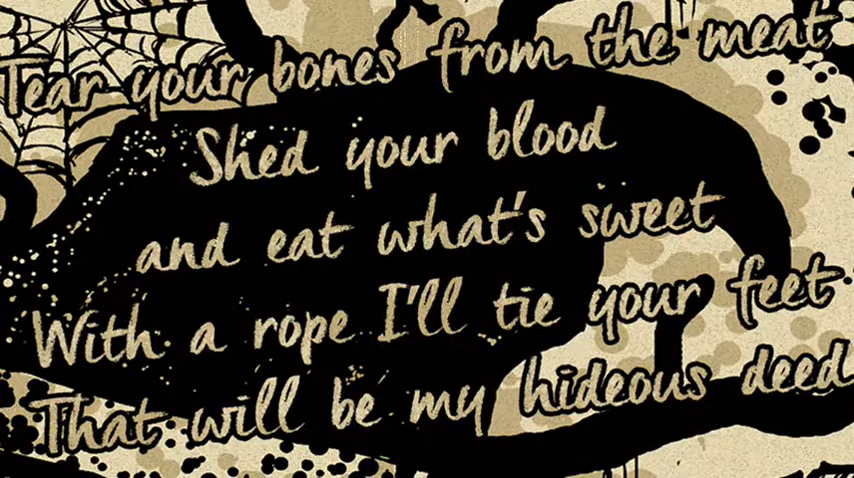 Tear your bones from the meat
Shed your blood
and eat what's sweet
With a rope I'll tie your feet
That will be my hideous deed